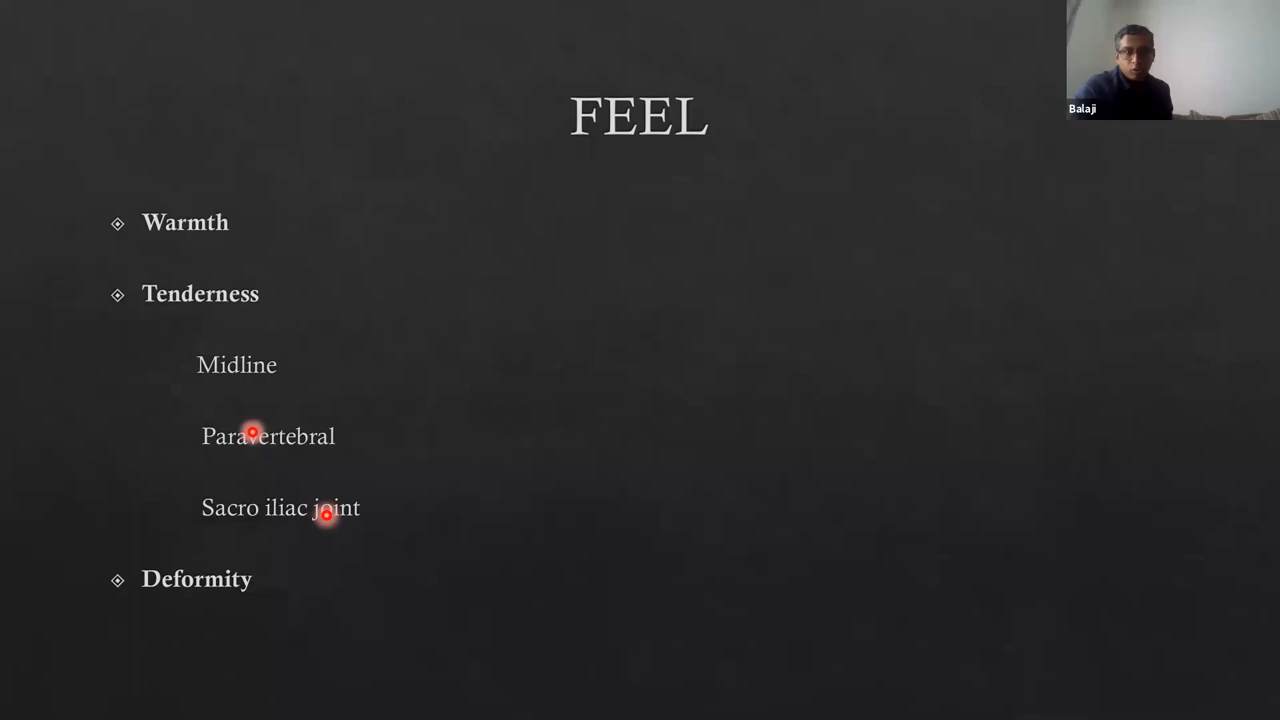 FEEL
Balaji
Warmth
Tenderness
Midline
Paravertebral
Sacro iliac joint
Deformity